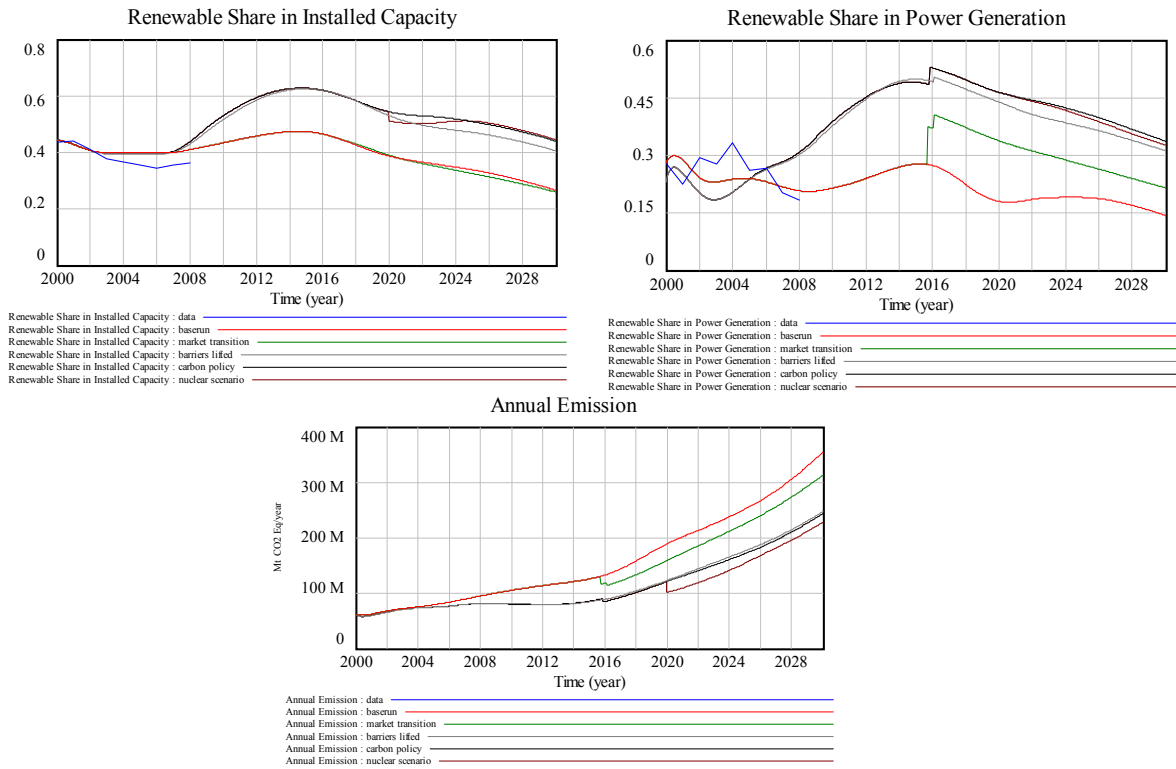 Renewable Share in Installed Capacity
0.8
0.6
0.4
0.2
0
2000 2004 2008 2012 2016 2020 2024 2028
Time (year)
Renewable Share in Installed Capacity : data
Renewable Share in Installed Capacity : baserun
Renewable Share in Installed Capacity : market transition
Renewable Share in Installed Capacity : barriers lifted
Renewable Share in Installed Capacity : carbon policy
Renewable Share in Installed Capacity : nuclear scenario
Renewable Share in Power Generation
0.6
0.45
0.3
0.15
0
2000 2004 2008 2012 2016 2020 2024 2028
Time (year)
Renewable Share in Power Generation : data
Renewable Share in Power Generation : baserun
Renewable Share in Power Generation : market transition
Renewable Share in Power Generation : barriers lifted
Renewable Share in Power Generation : carbon policy
Renewable Share in Power Generation : nuclear scenario
Annual Emission
400 M
300 M
200 M
100 M
0
Mt CO2 Eq/year
2000 2004 2008 2012 2016 2020 2024 2028
Time (year)
Annual Emission : data
Annual Emission : baserun
Annual Emission : market transition
Annual Emission : barriers lifted
Annual Emission : carbon policy
Annual Emission : nuclear scenario